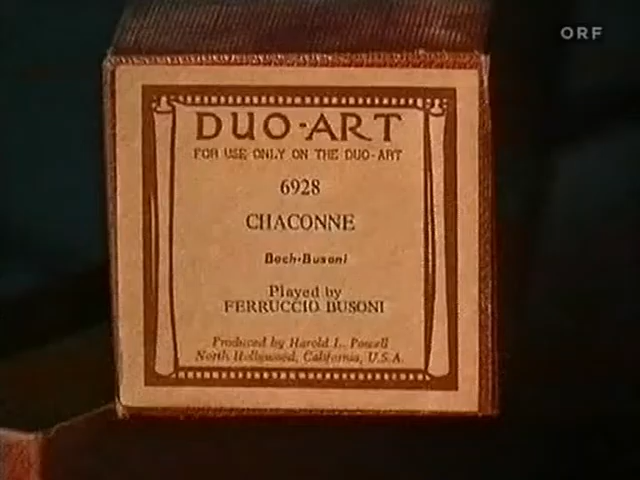 ORF
DUO-ART
FOR USE ONLY ON THE DUO-ART
6928
CHACONNE
Bach-Busoni
Played by
FERRUCCIO BUSONI
Produced by Harold L. Powell
North Hollywood, California, U.S.A.